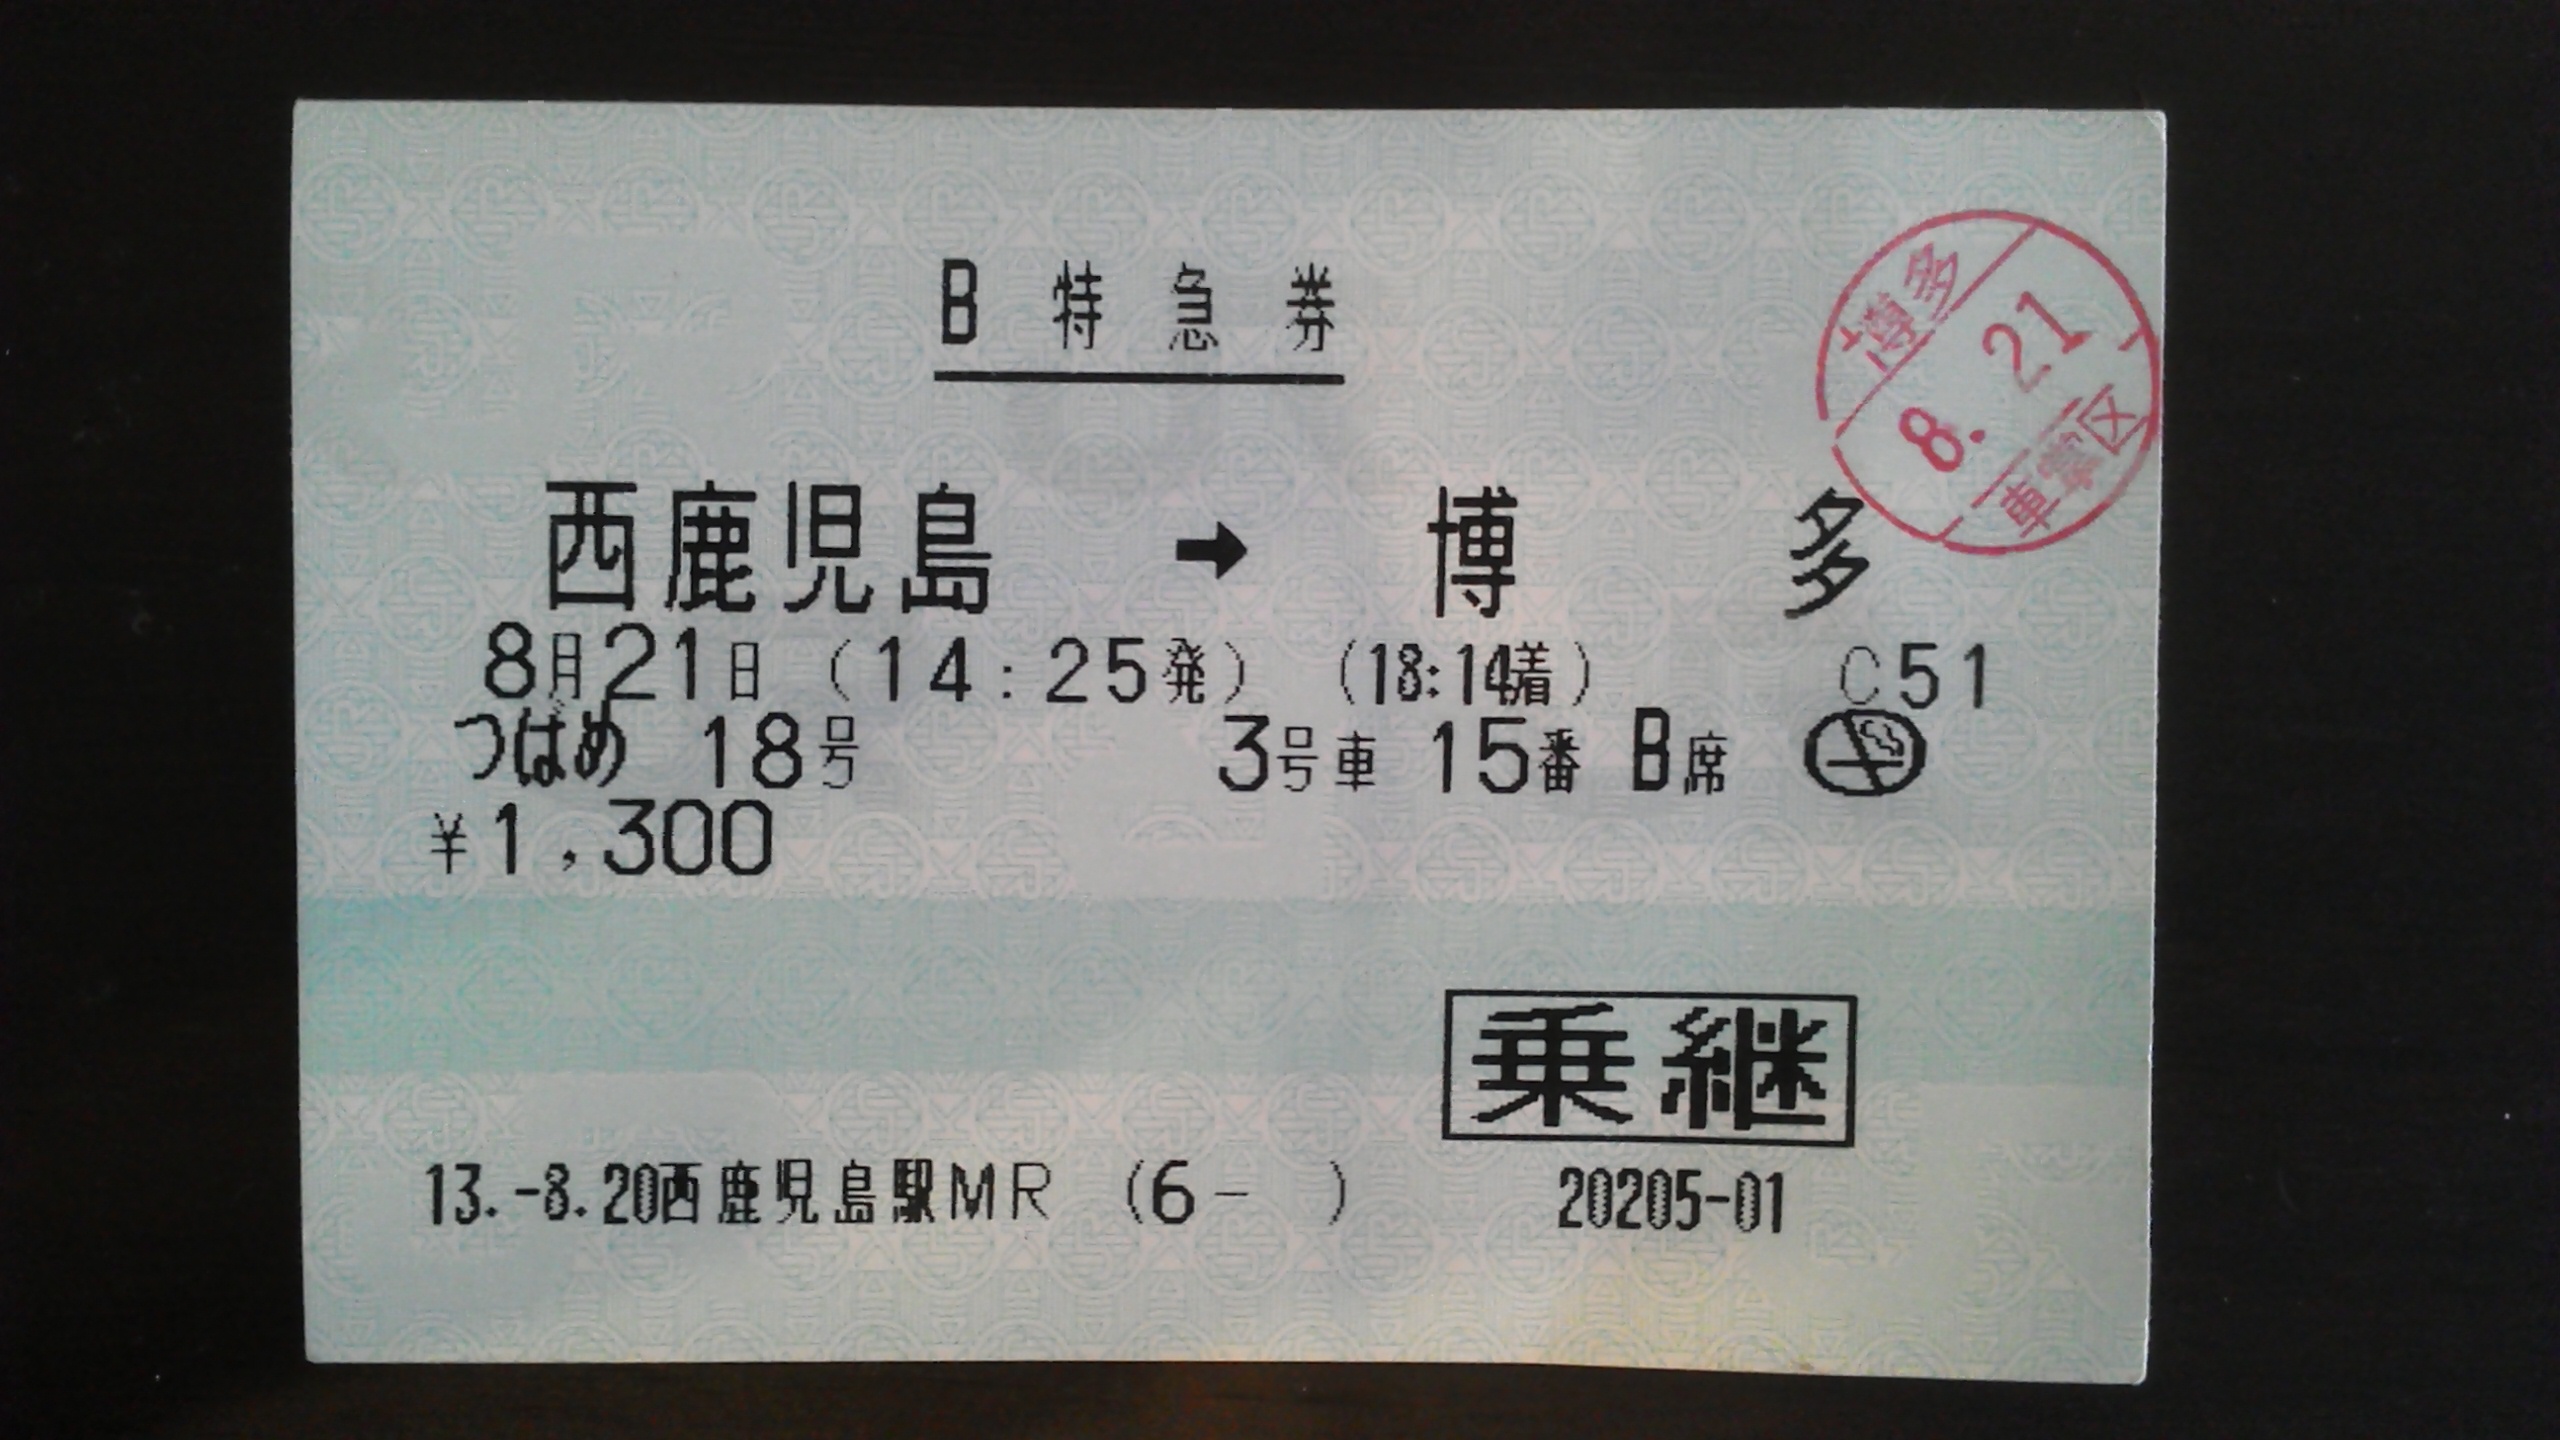 B特急券
博多
8.21
車掌区
西鹿児島 → 博多
8月21日 (14:25発) (18:14着) C51
つばめ 18号 3号車 15番 B席
¥1,300
乗継
13.-8.20西鹿児島駅MR (6- ) 20205-01